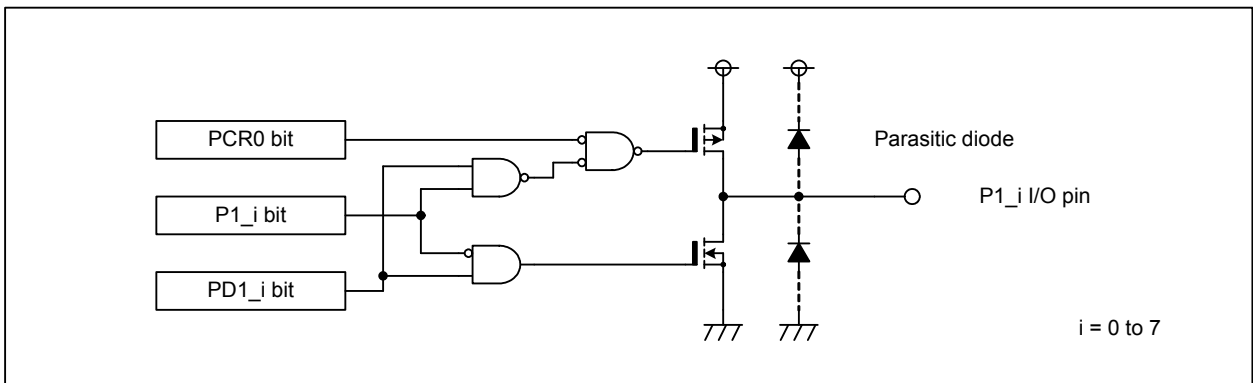 PCR0 bit
Parasitic diode
P1_i bit
P1_i I/O pin
PD1_i bit
i = 0 to 7